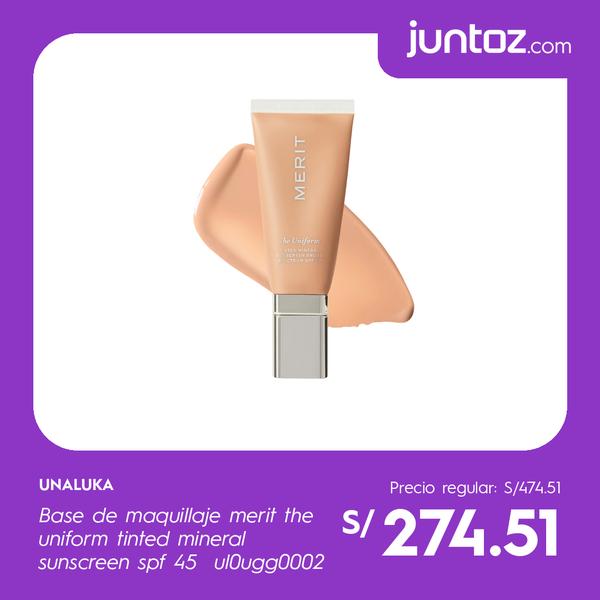 juntoz.com
MERIT
The Uniform
UNALUKA
Precio regular: S/474.51
Base de maquillaje merit the
uniform tinted mineral
sunscreen spf 45 ul0ugg0002
S/ 274.51